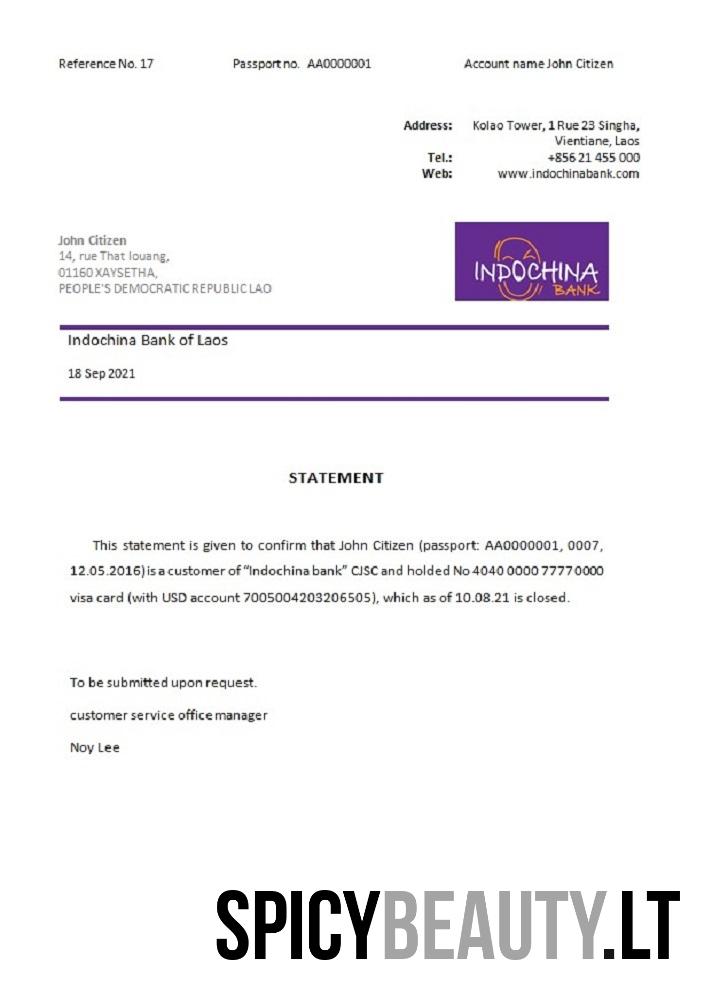 Reference No. 17 Passport no. AA0000001 Account name John Citizen
Address: Kolao Tower, 1 Rue 23 Singha,
Vientiane, Laos
Tel.: +856 21 455 000
Web: www.indochinabank.com
John Citizen
14, rue That louang,
01160 XAYSETHA,
PEOPLE'S DEMOCRATIC REPUBLIC LAO
INDOCHINA
BANK
Indochina Bank of Laos
18 Sep 2021
STATEMENT
This statement is given to confirm that John Citizen (passport: AA0000001, 0007,
12.05.2016) is a customer of “Indochina bank” CJSC and holded No 4040 0000 7777 0000
visa card (with USD account 7005004203206505), which as of 10.08.21 is closed.
To be submitted upon request.
customer service office manager
Noy Lee
SPICYBEAUTY.LT